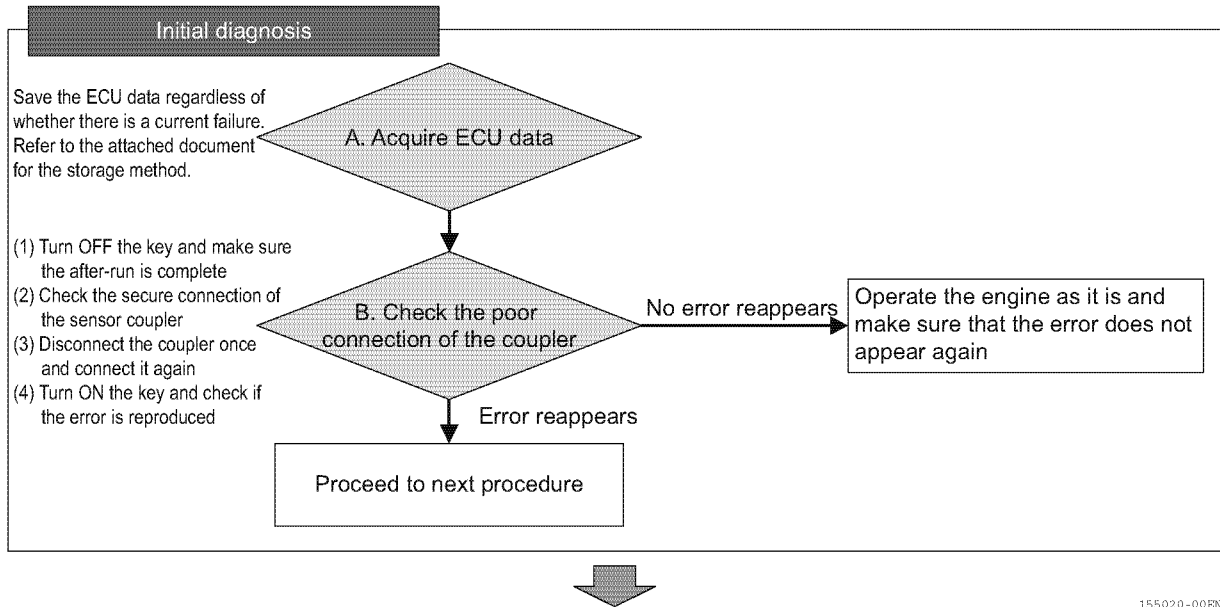 Initial diagnosis
Save the ECU data regardless of
whether there is a current failure.
Refer to the attached document
for the storage method.
A. Acquire ECU data
(1) Turn OFF the key and make sure
the after-run is complete
(2) Check the secure connection of
the sensor coupler
(3) Disconnect the coupler once
and connect it again
(4) Turn ON the key and check if
the error is reproduced
B. Check the poor
connection of the coupler
No error reappears
Operate the engine as it is and
make sure that the error does not
appear again
Error reappears
Proceed to next procedure
155020-00EN